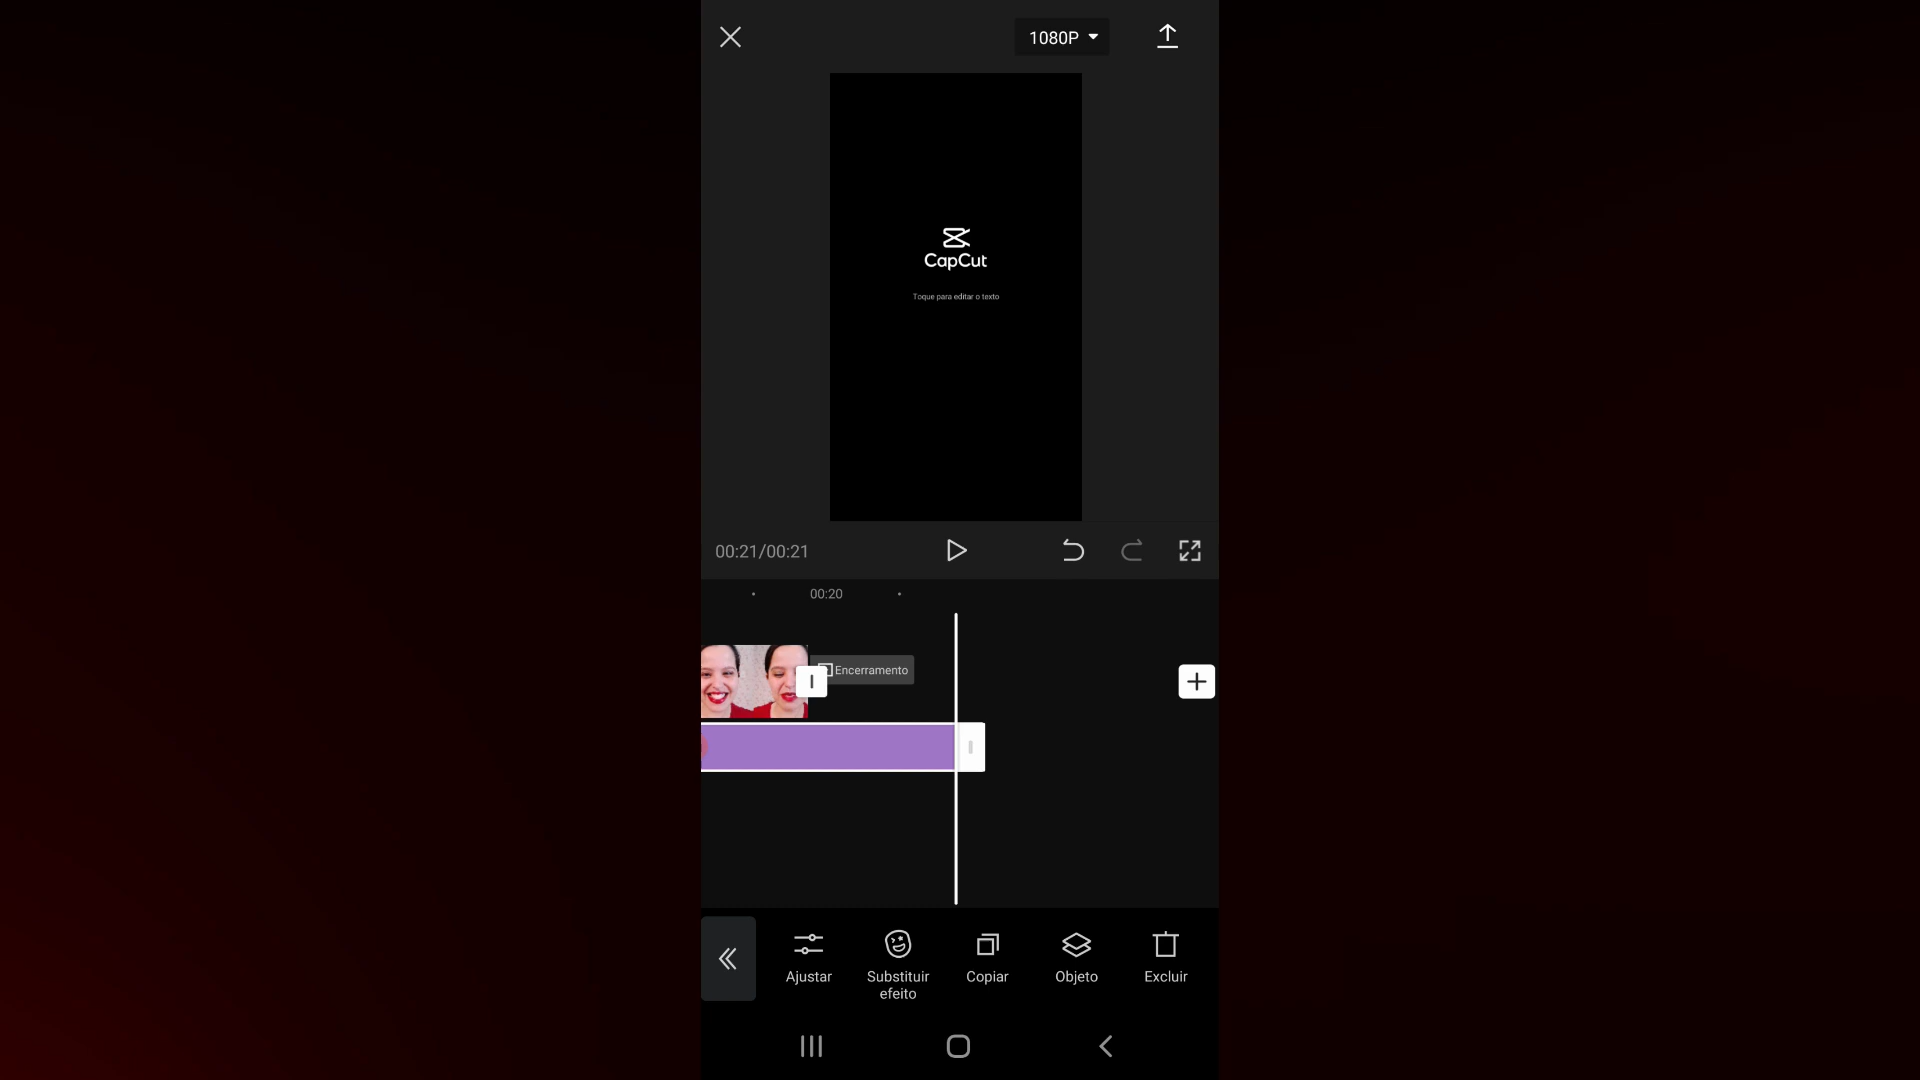 1080P
CapCut
Toque para editar o texto
00:21/00:21
00:20
Encerramento
Ajustar
Substituir
efeito
Copiar
Objeto
Excluir